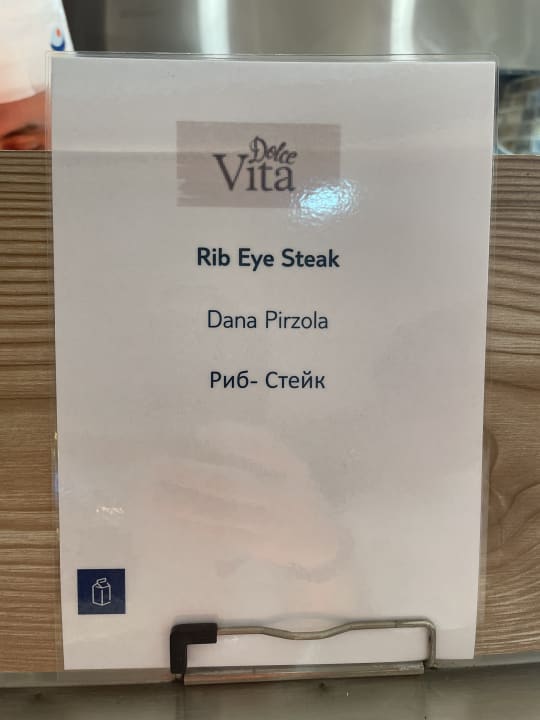 Dolce
Vita
Rib Eye Steak
Dana Pirzola
Риб- Стейк